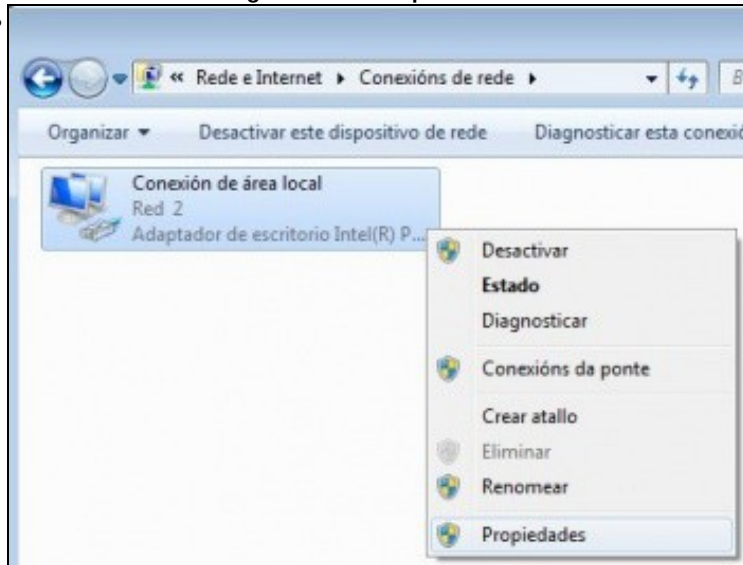 « Rede e Internet ▸ Conexións de rede ▸
Organizar ▾ Desactivar este dispositivo de rede Diagnosticar esta conexió
Conexión de área local
Red 2
Adaptador de escritorio Intel(R) P...
Desactivar
Estado
Diagnosticar
Conexións da ponte
Crear atallo
Eliminar
Renomear
Propiedades